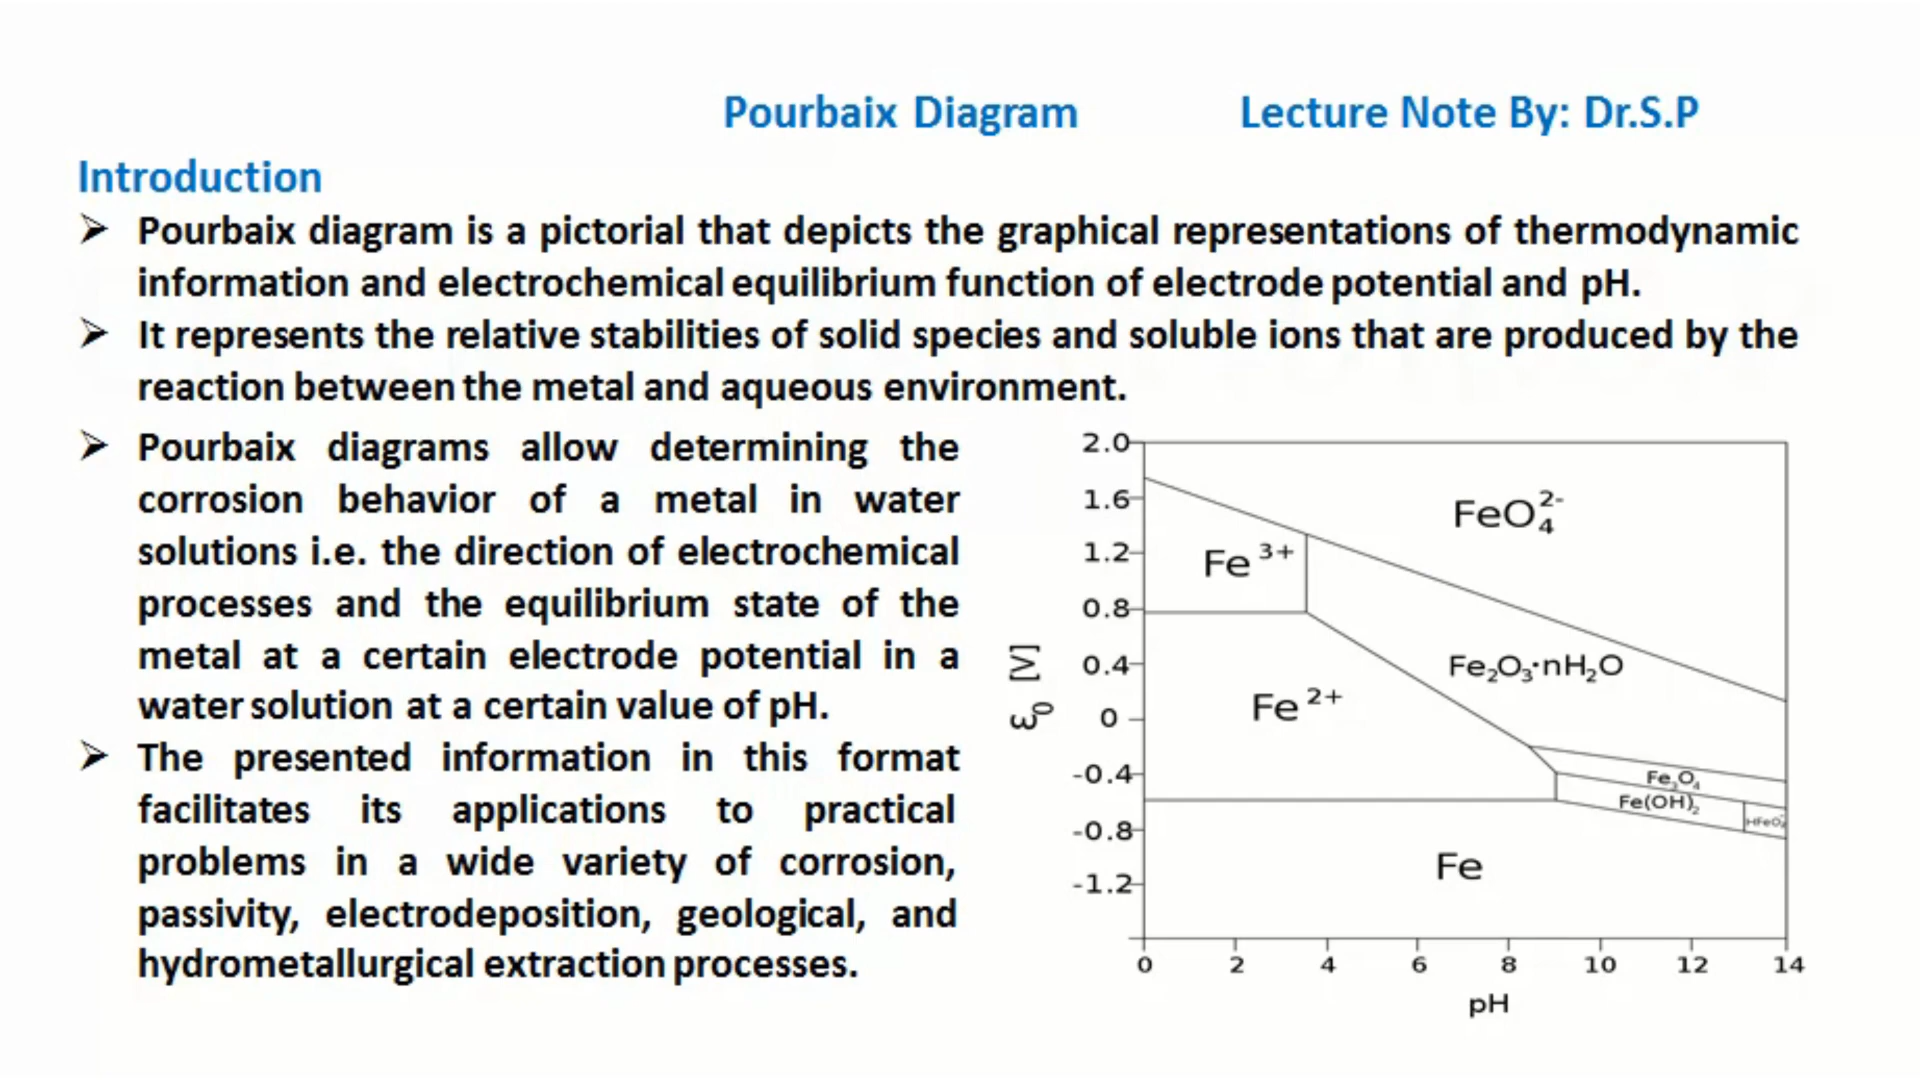 Pourbaix Diagram Lecture Note By: Dr.S.P
Introduction
➢ Pourbaix diagram is a pictorial that depicts the graphical representations of thermodynamic
information and electrochemical equilibrium function of electrode potential and pH.
➢ It represents the relative stabilities of solid species and soluble ions that are produced by the
reaction between the metal and aqueous environment.
➢ Pourbaix diagrams allow determining the
corrosion behavior of a metal in water
solutions i.e. the direction of electrochemical
processes and the equilibrium state of the
metal at a certain electrode potential in a
water solution at a certain value of pH.
➢ The presented information in this format
facilitates its applications to practical
problems in a wide variety of corrosion,
passivity, electrodeposition, geological, and
hydrometallurgical extraction processes.
2.0
1.6
1.2
0.8
0.4
0
-0.4
-0.8
-1.2
ε₀ [V]
FeO₄²⁻
Fe³⁺
Fe₂O₃·nH₂O
Fe²⁺
Fe₃O₄
Fe(OH)₂
HFeO₂⁻
Fe
0 2 4 6 8 10 12 14
pH